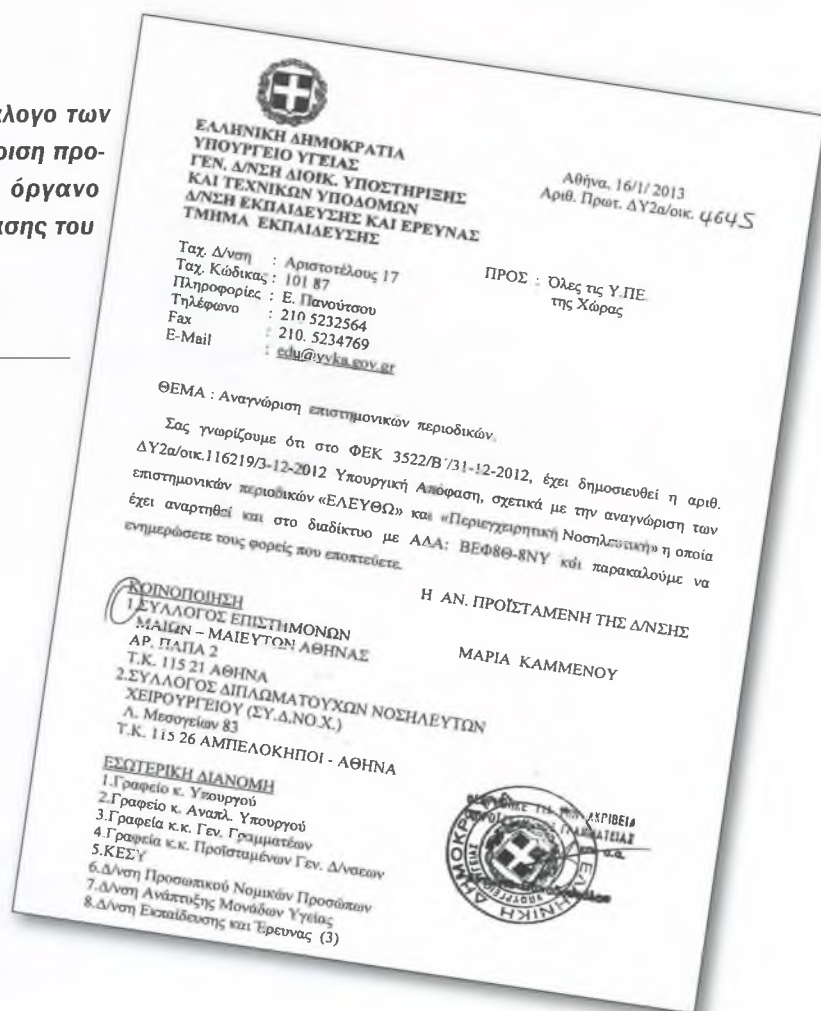 λογο των
ριση προ-
όργανο
σης του
ΕΛΛΗΝΙΚΗ ΔΗΜΟΚΡΑΤΙΑ
ΥΠΟΥΡΓΕΙΟ ΥΓΕΙΑΣ
ΓΕΝ. Δ/ΝΣΗ ΔΙΟΙΚ. ΥΠΟΣΤΗΡΙΞΗΣ
ΚΑΙ ΤΕΧΝΙΚΩΝ ΥΠΟΔΟΜΩΝ
Δ/ΝΣΗ ΕΚΠΑΙΔΕΥΣΗΣ ΚΑΙ ΕΡΕΥΝΑΣ
ΤΜΗΜΑ ΕΚΠΑΙΔΕΥΣΗΣ
Αθήνα, 16/1/ 2013
Αριθ. Πρωτ. ΔΥ2α/οικ. 4645
Ταχ. Δ/νση : Αριστοτέλους 17
Ταχ. Κώδικας : 101 87
Πληροφορίες : Ε. Πανούτσου
Τηλέφωνο : 210 5232564
Fax : 210. 5234769
E-Mail : edu@yyka.gov.gr
ΠΡΟΣ : Όλες τις Υ.ΠΕ.
της Χώρας
ΘΕΜΑ : Αναγνώριση επιστημονικών περιοδικών.
Σας γνωρίζουμε ότι στο ΦΕΚ 3522/Β΄/31-12-2012, έχει δημοσιευθεί η αριθ.
ΔΥ2α/οικ.116219/3-12-2012 Υπουργική Απόφαση, σχετικά με την αναγνώριση των
επιστημονικών περιοδικών «ΕΛΕΥΘΩ» και «Περιεγχειρητική Νοσηλευτική» η οποία
έχει αναρτηθεί και στο διαδίκτυο με ΑΔΑ: ΒΕΦ8Θ-8ΝΥ και παρακαλούμε να
ενημερώσετε τους φορείς που εποπτεύετε.
Η ΑΝ. ΠΡΟΪΣΤΑΜΕΝΗ ΤΗΣ Δ/ΝΣΗΣ
ΜΑΡΙΑ ΚΑΜΜΕΝΟΥ
ΚΟΙΝΟΠΟΙΗΣΗ
1.ΣΥΛΛΟΓΟΣ ΕΠΙΣΤΗΜΟΝΩΝ
ΜΑΙΩΝ – ΜΑΙΕΥΤΩΝ ΑΘΗΝΑΣ
ΑΡ. ΠΑΠΑ 2
Τ.Κ. 115 21 ΑΘΗΝΑ
2.ΣΥΛΛΟΓΟΣ ΔΙΠΛΩΜΑΤΟΥΧΩΝ ΝΟΣΗΛΕΥΤΩΝ
ΧΕΙΡΟΥΡΓΕΙΟΥ (ΣΥ.Δ.ΝΟ.Χ.)
Λ. Μεσογείων 83
Τ.Κ. 115 26 ΑΜΠΕΛΟΚΗΠΟΙ - ΑΘΗΝΑ
ΕΣΩΤΕΡΙΚΗ ΔΙΑΝΟΜΗ
1.Γραφείο κ. Υπουργού
2.Γραφείο κ. Αναπλ. Υπουργού
3.Γραφεία κ.κ. Γεν. Γραμματέων
4.Γραφεία κ.κ. Προϊσταμένων Γεν. Δ/νσεων
5.ΚΕΣΥ
6.Δ/νση Προσωπικού Νομικών Προσώπων
7.Δ/νση Ανάπτυξης Μονάδων Υγείας
8.Δ/νση Εκπαίδευσης και Έρευνας (3)
ΑΚΡΙΒΕΙΑ
ΕΛΛΗΝΙΚΗ ΔΗΜΟΚΡΑΤΙΑ